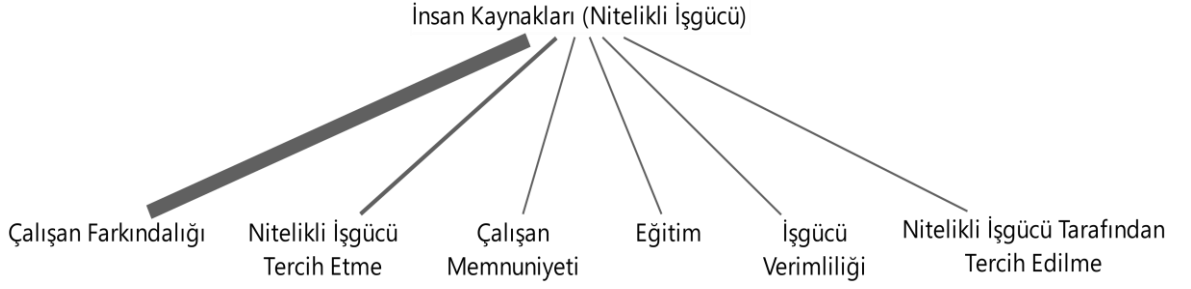 İnsan Kaynakları (Nitelikli İşgücü)
Çalışan Farkındalığı
Nitelikli İşgücü
Tercih Etme
Çalışan
Memnuniyeti
Eğitim
İşgücü
Verimliliği
Nitelikli İşgücü Tarafından
Tercih Edilme